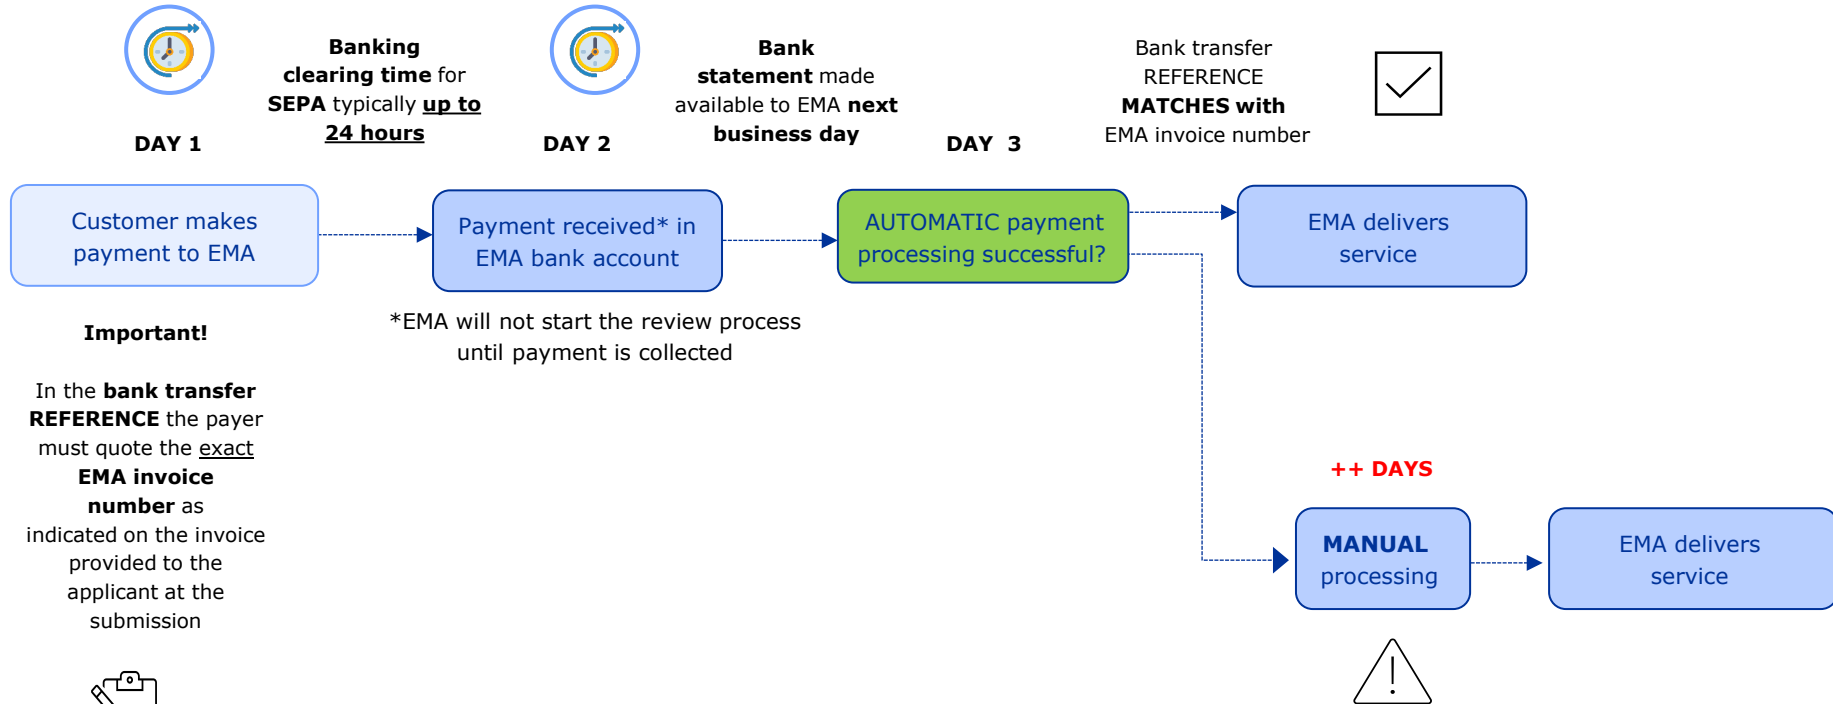 Banking
clearing time for
SEPA typically up to
24 hours
Bank
statement made
available to EMA next
business day
Bank transfer
REFERENCE
MATCHES with
EMA invoice number
DAY 1
DAY 2
DAY 3
Customer makes
payment to EMA
Payment received* in
EMA bank account
AUTOMATIC payment
processing successful?
EMA delivers
service
*EMA will not start the review process
until payment is collected
Important!
In the bank transfer
REFERENCE the payer
must quote the exact
EMA invoice
number as
indicated on the invoice
provided to the
applicant at the
submission
++ DAYS
MANUAL
processing
EMA delivers
service